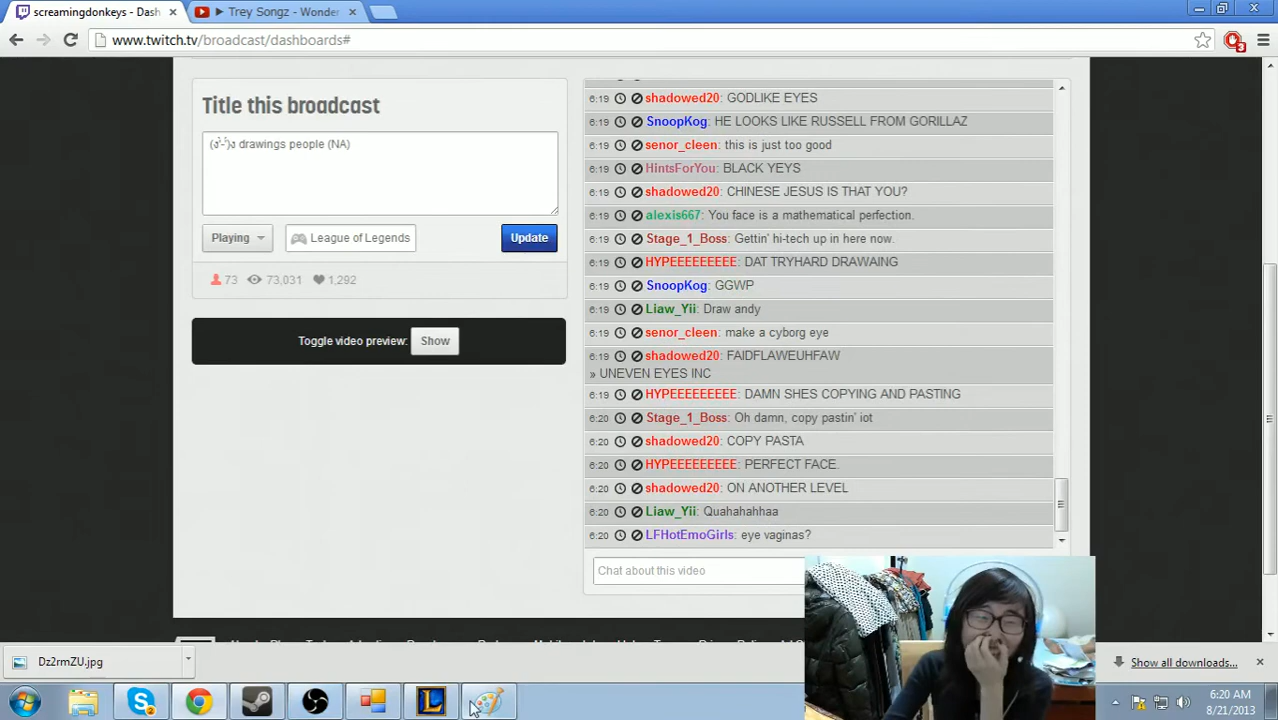 screamingdonkeys - Dash
▶ Trey Songz - Wonder
www.twitch.tv/broadcast/dashboards#
3
Title this broadcast
(ง'̀-'́)ง drawings people (NA)
Playing
League of Legends
Update
73
73,031
1,292
Toggle video preview:
Show
6:19 shadowed20: GODLIKE EYES
6:19 SnoopKog: HE LOOKS LIKE RUSSELL FROM GORILLAZ
6:19 senor_cleen: this is just too good
6:19 HintsForYou: BLACK YEYS
6:19 shadowed20: CHINESE JESUS IS THAT YOU?
6:19 alexis667: You face is a mathematical perfection.
6:19 Stage_1_Boss: Gettin' hi-tech up in here now.
6:19 HYPEEEEEEEEE: DAT TRYHARD DRAWAING
6:19 SnoopKog: GGWP
6:19 Liaw_Yii: Draw andy
6:19 senor_cleen: make a cyborg eye
6:19 shadowed20: FAIDFLAWEUHFAW
» UNEVEN EYES INC
6:19 HYPEEEEEEEEE: DAMN SHES COPYING AND PASTING
6:20 Stage_1_Boss: Oh damn, copy pastin' iot
6:20 shadowed20: COPY PASTA
6:20 HYPEEEEEEEEE: PERFECT FACE.
6:20 shadowed20: ON ANOTHER LEVEL
6:20 Liaw_Yii: Quahahahhaa
6:20 LFHotEmoGirls: eye vaginas?
Chat about this video
Dz2rmZU.jpg
Show all downloads...
2
6:20 AM
8/21/2013